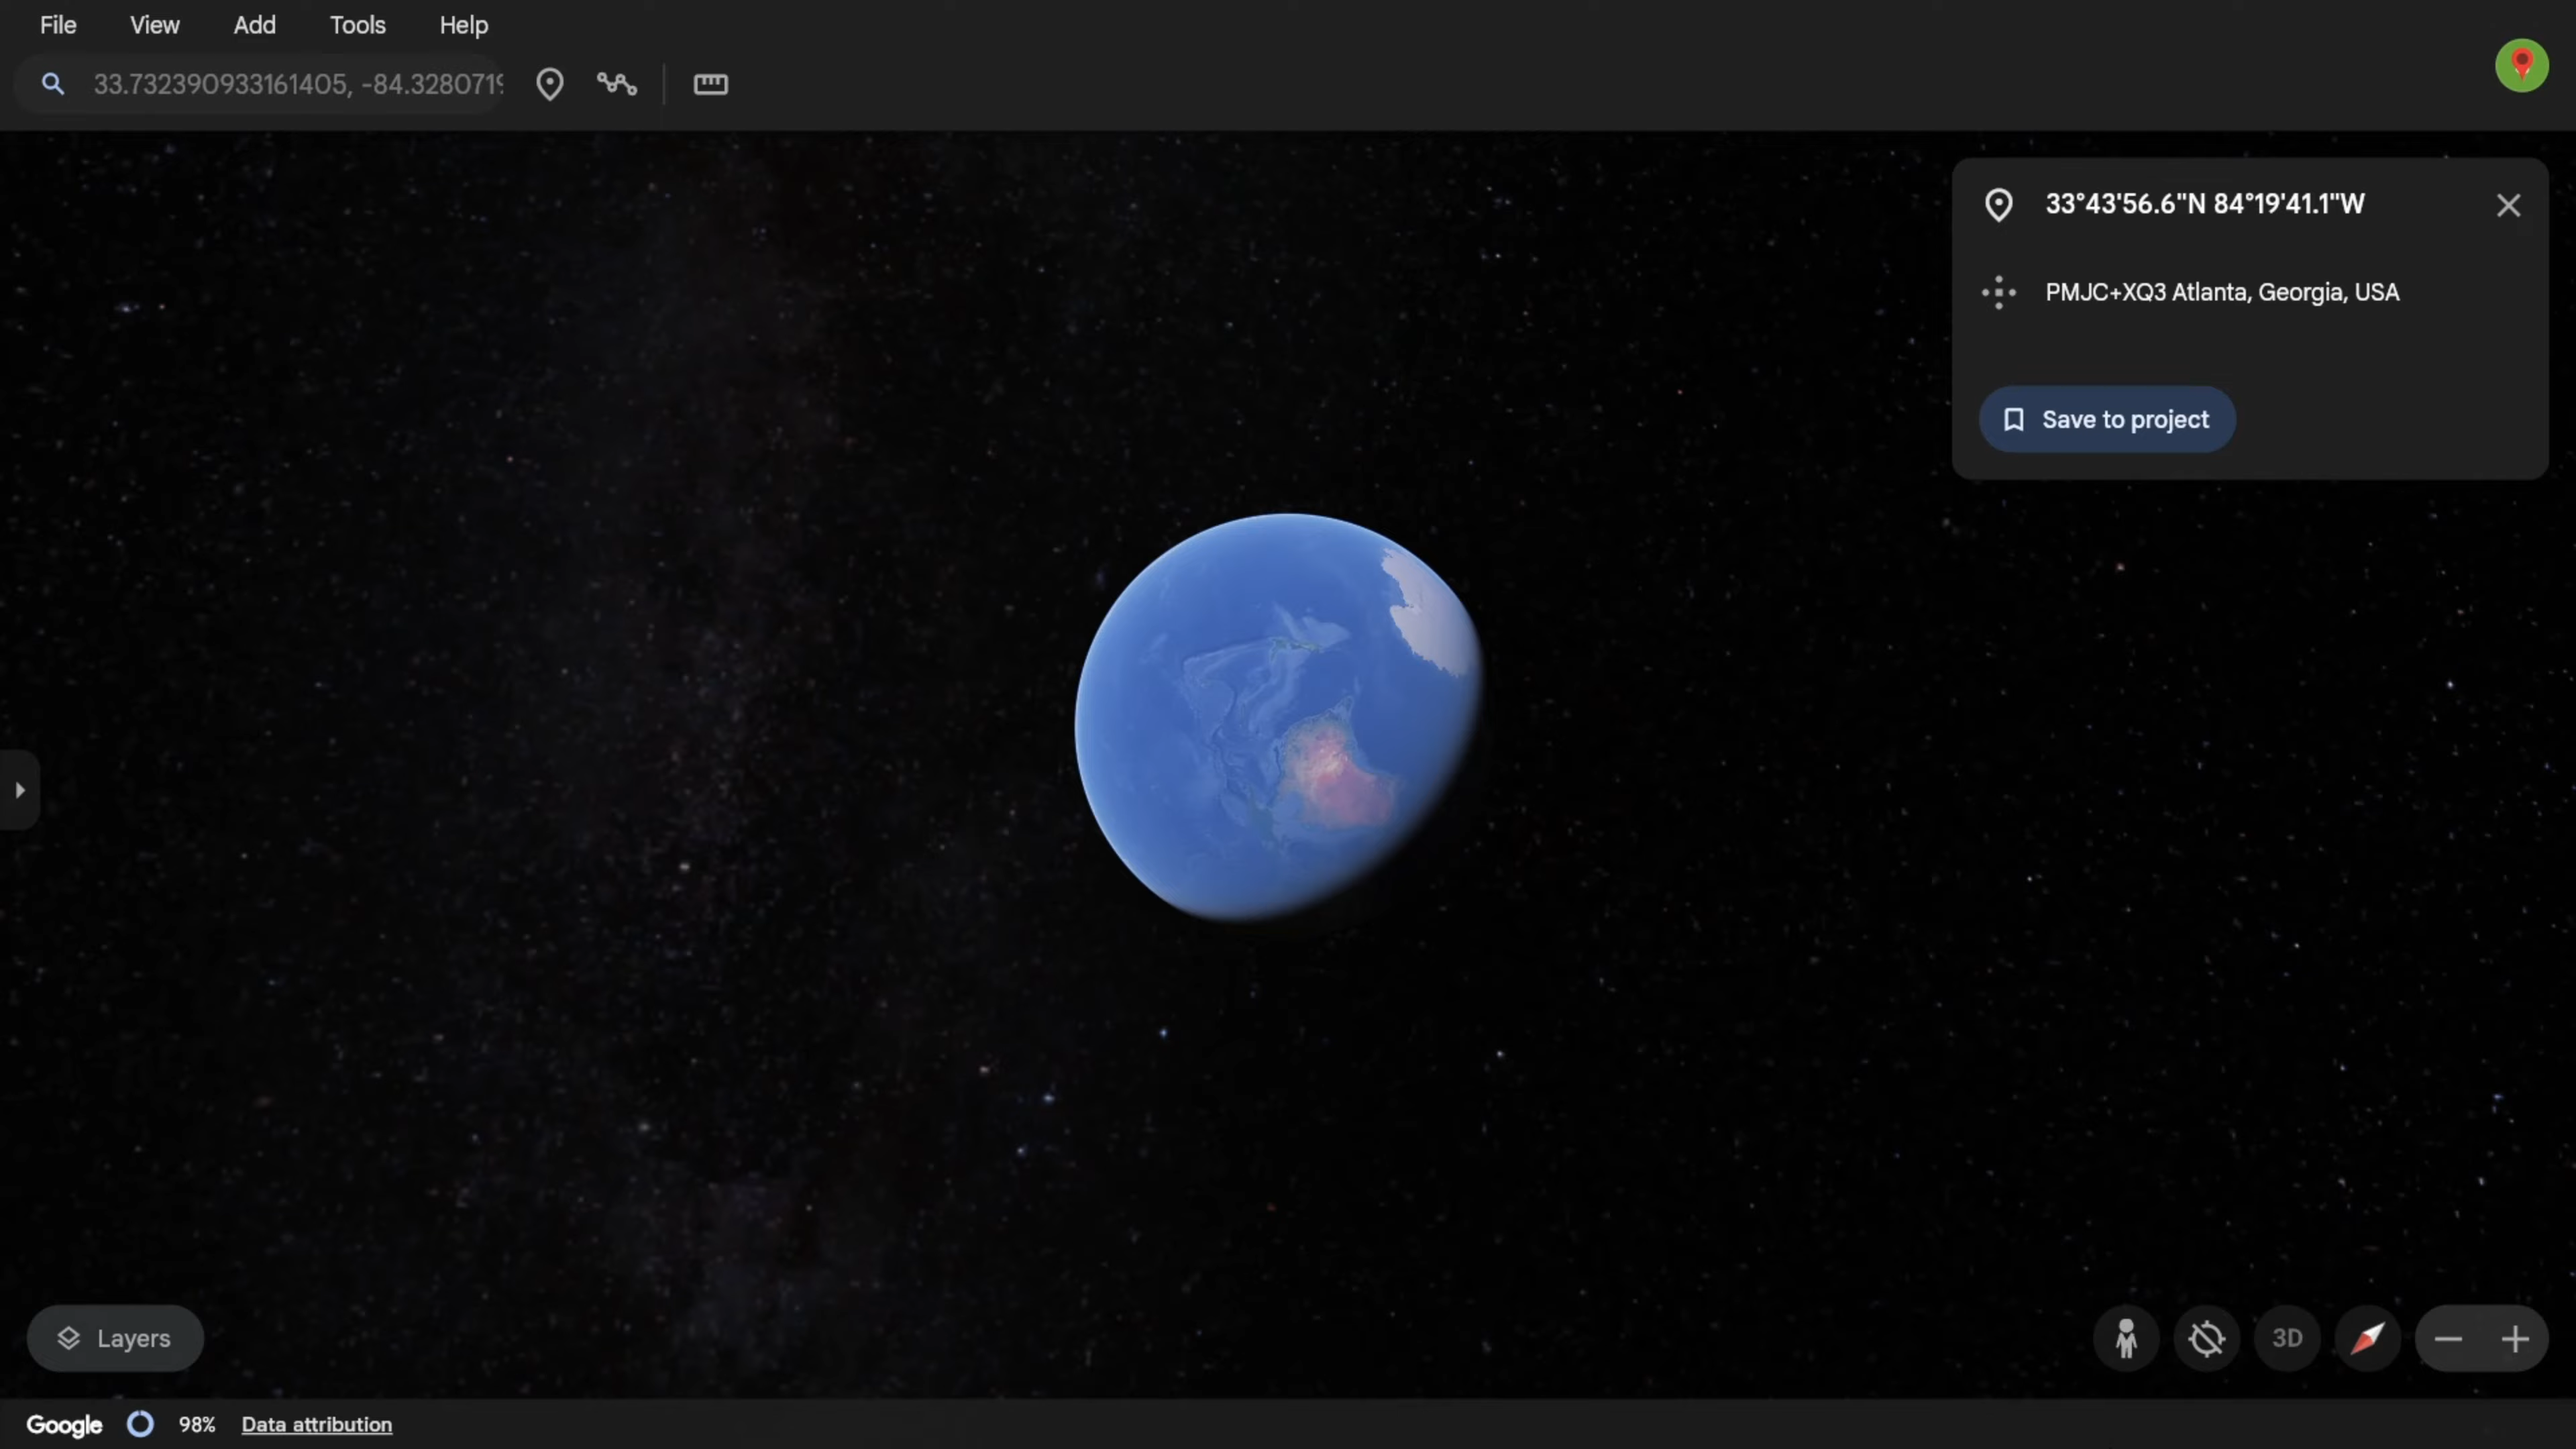 File View Add Tools Help
33.732390933161405, -84.3280719
33°43'56.6"N 84°19'41.1"W
PMJC+XQ3 Atlanta, Georgia, USA
Save to project
Layers
3D
Google 98% Data attribution